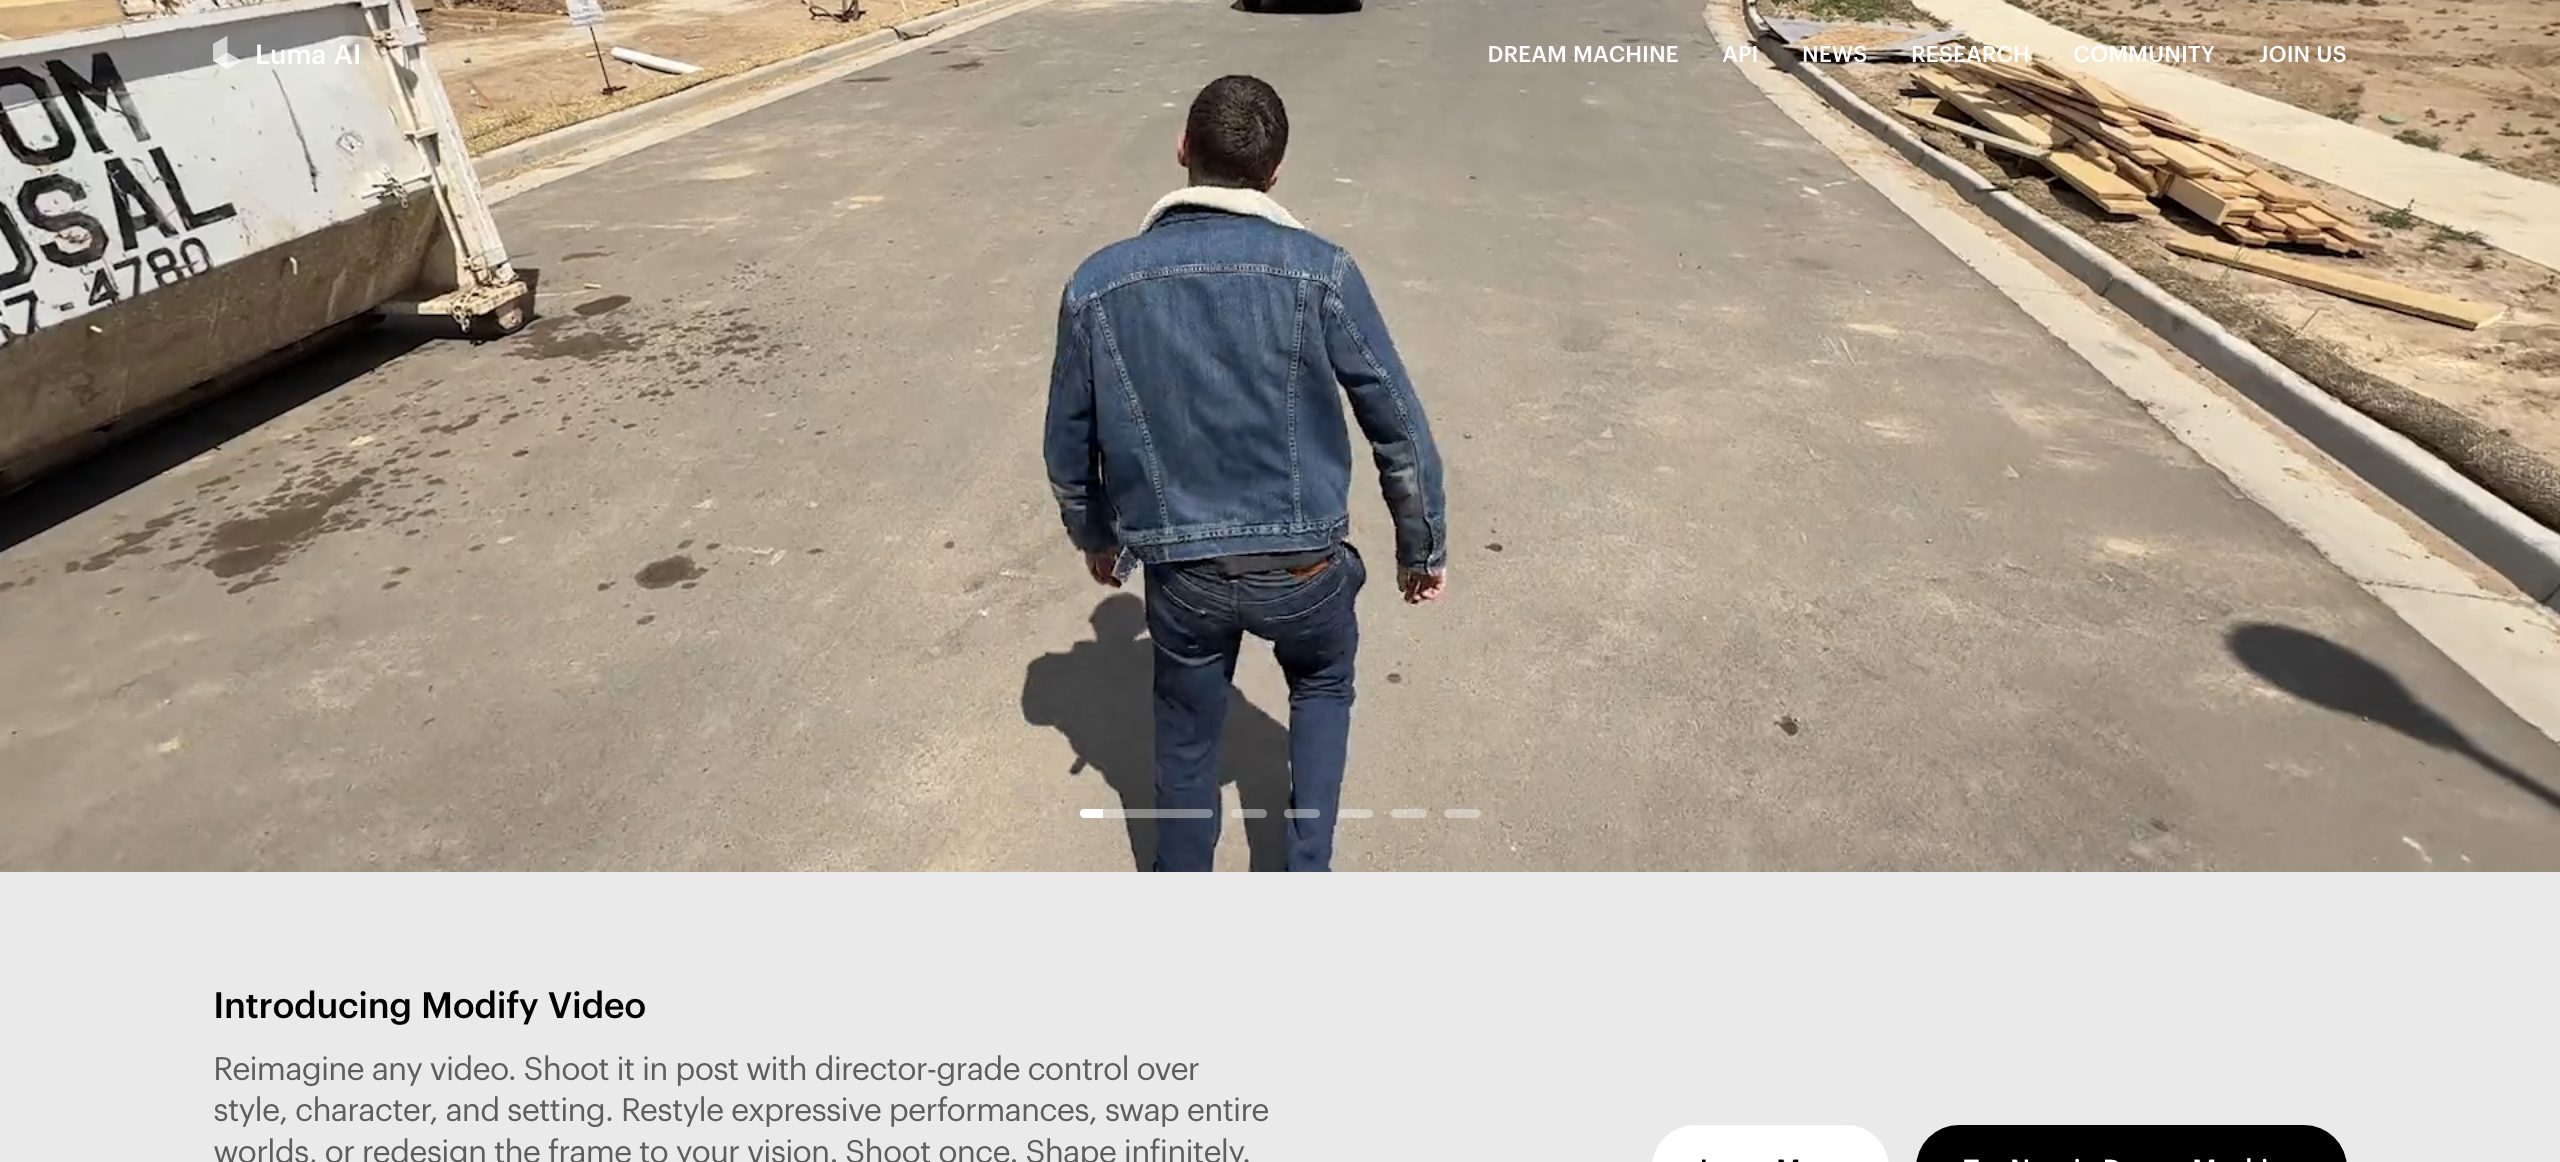 OM
OSAL
7-4780
Luma AI
DREAM MACHINE API NEWS RESEARCH COMMUNITY JOIN US
Introducing Modify Video
Reimagine any video. Shoot it in post with director-grade control over
style, character, and setting. Restyle expressive performances, swap entire
worlds, or redesign the frame to your vision. Shoot once. Shape infinitely.